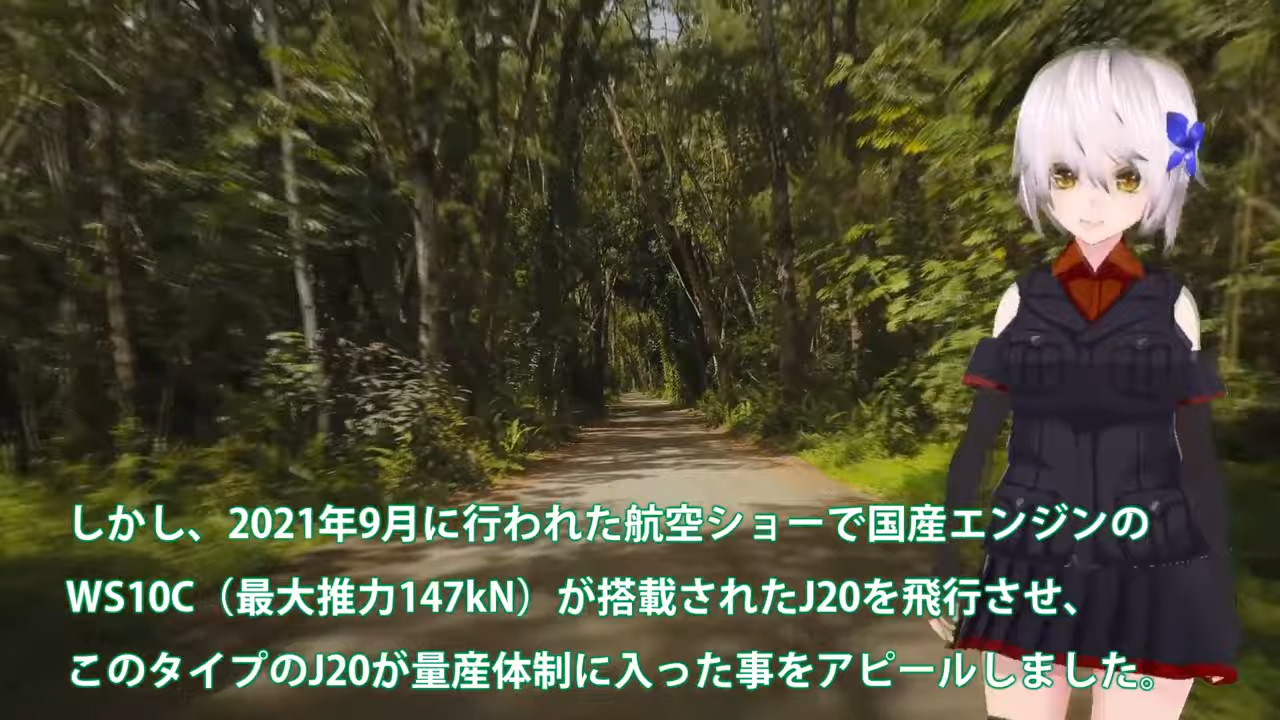 しかし、2021年9月に行われた航空ショーで国産エンジンの
WS10C（最大推力147kN）が搭載されたJ20を飛行させ、
このタイプのJ20が量産体制に入った事をアピールしました。